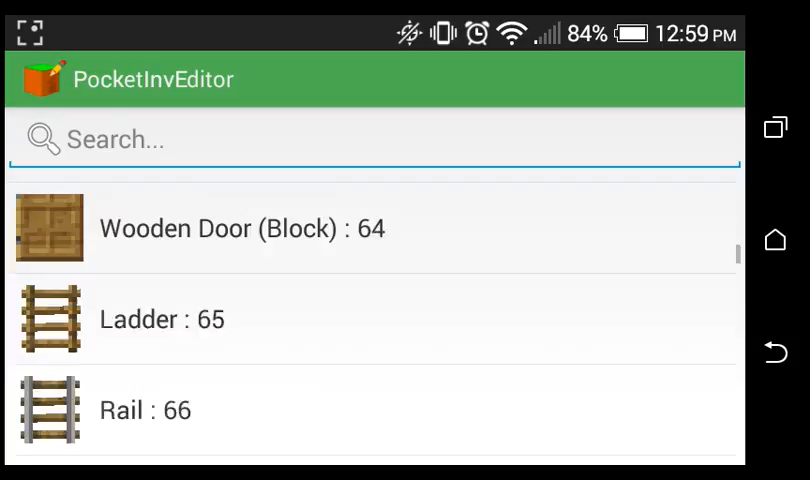 84% 12:59 PM
PocketInvEditor
Search...
Wooden Door (Block) : 64
Ladder : 65
Rail : 66